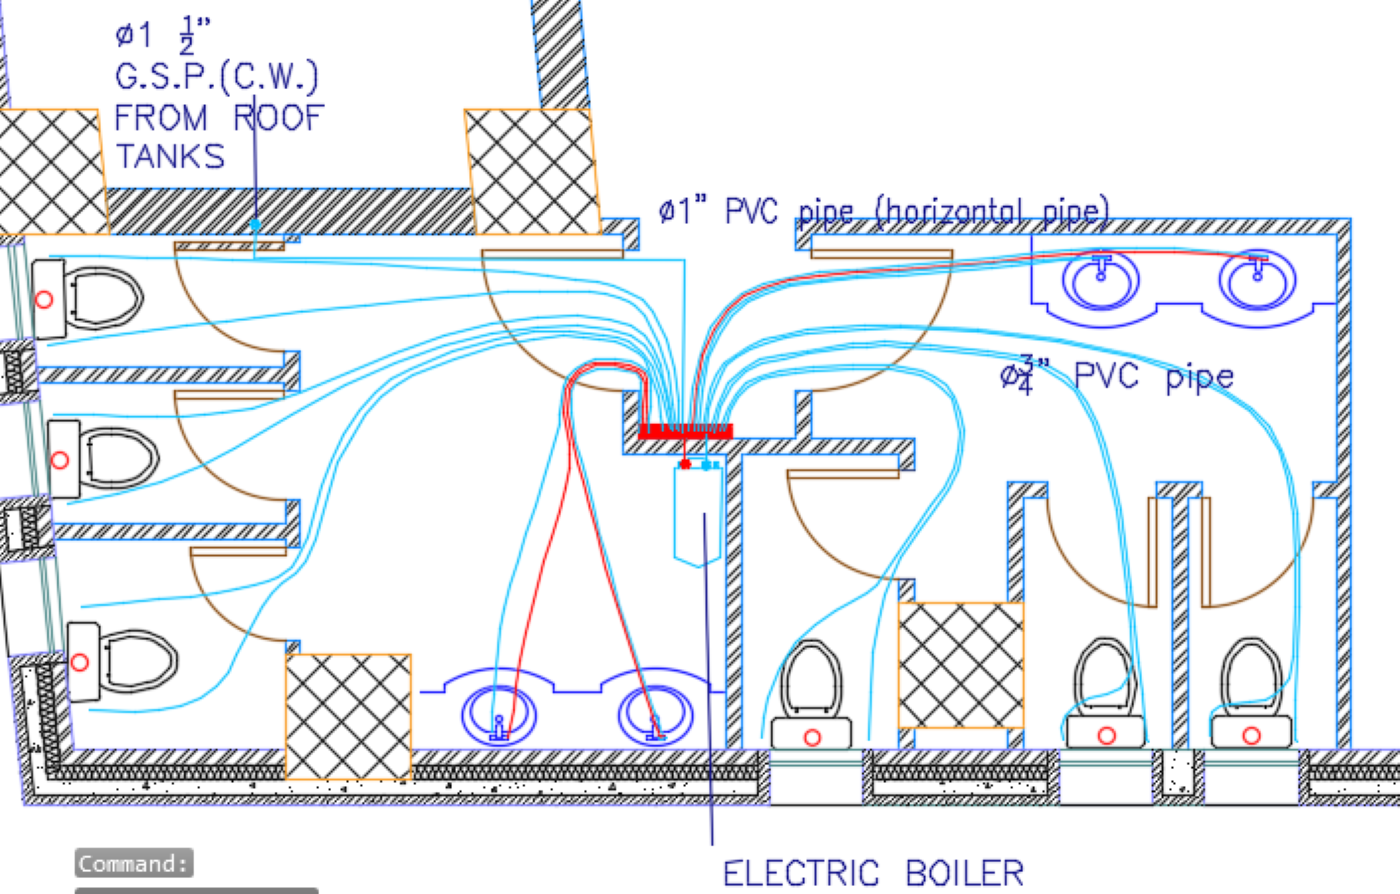 ø1 1/2"
G.S.P.(C.W.)
FROM ROOF
TANKS
ø1" PVC pipe (horizontal pipe)
ø3/4" PVC pipe
ELECTRIC BOILER
Command: